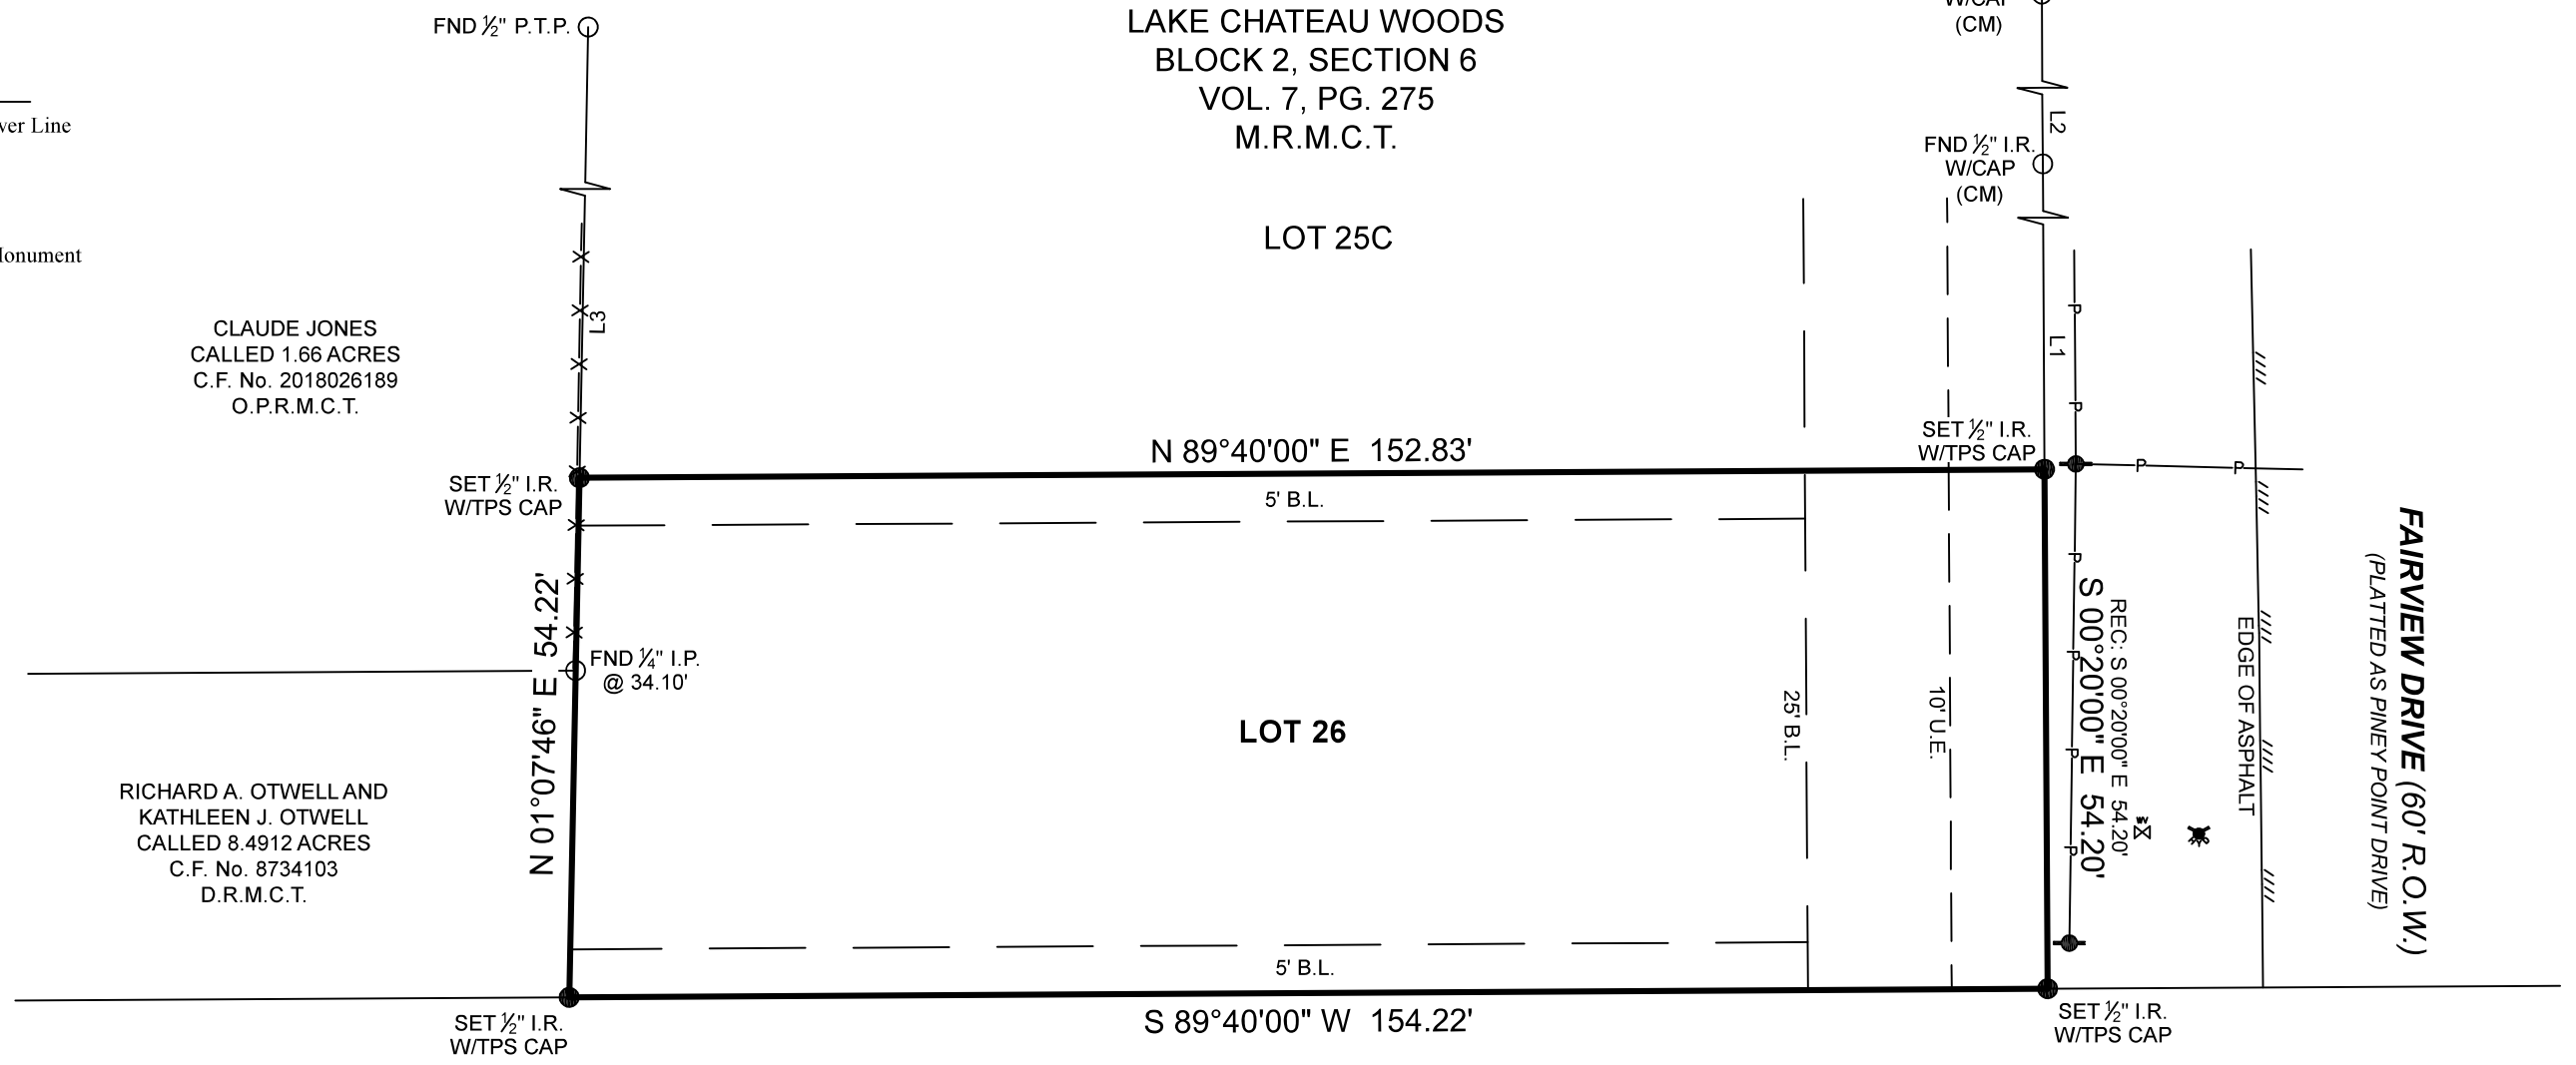 FND ½" P.T.P.
LAKE CHATEAU WOODS
BLOCK 2, SECTION 6
VOL. 7, PG. 275
M.R.M.C.T.
(CM)
Line
L2
FND ½" I.R.
W/CAP
(CM)
LOT 25C
CLAUDE JONES
CALLED 1.66 ACRES
C.F. No. 2018026189
O.P.R.M.C.T.
L3
L1
P
P
N 89°40'00" E 152.83'
SET ½" I.R.
W/TPS CAP
P
P
SET ½" I.R.
W/TPS CAP
5' B.L.
N 01°07'46" E 54.22'
FND ¼" I.P.
@ 34.10'
LOT 26
25' B.L.
10' U.E.
P
P
P
P
S 00°20'00" E 54.20'
REC: S 00°20'00" E 54.20'
WV
EDGE OF ASPHALT
FAIRVIEW DRIVE (60' R.O.W.)
(PLATTED AS PINEY POINT DRIVE)
RICHARD A. OTWELL AND
KATHLEEN J. OTWELL
CALLED 8.4912 ACRES
C.F. No. 8734103
D.R.M.C.T.
5' B.L.
SET ½" I.R.
W/TPS CAP
S 89°40'00" W 154.22'
SET ½" I.R.
W/TPS CAP